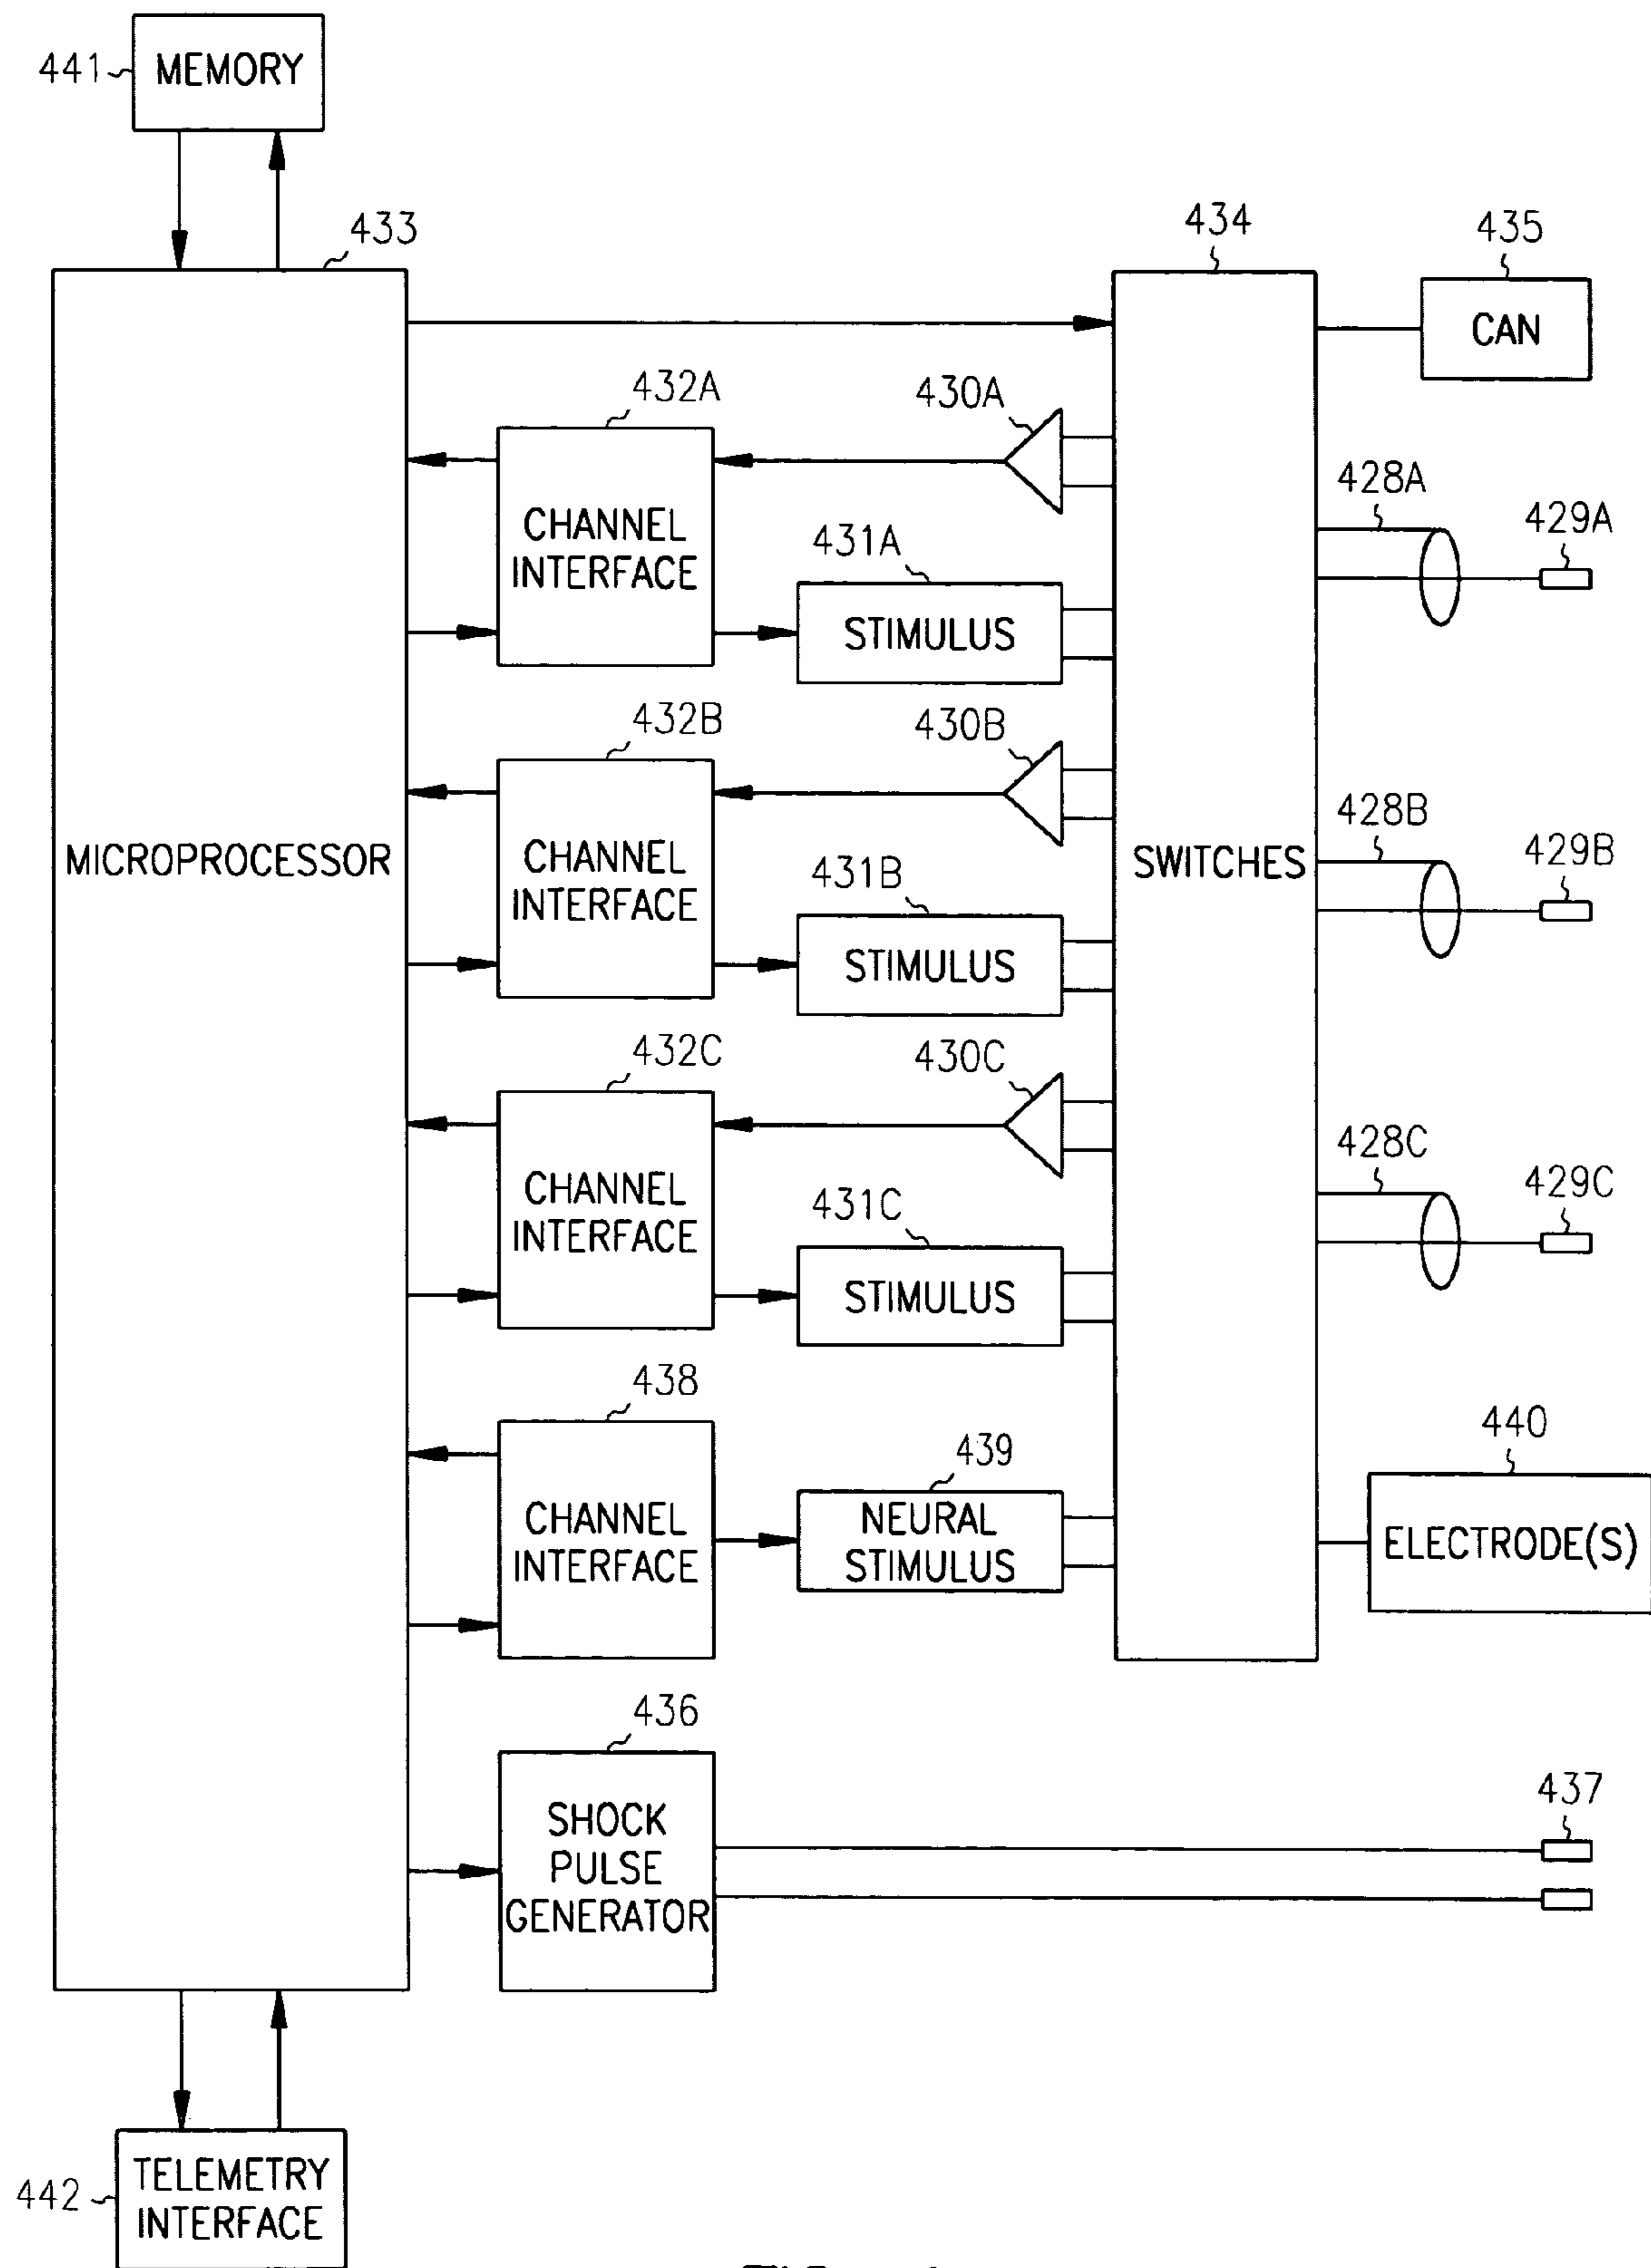 441
MEMORY
433
434
435
CAN
432A
430A
428A
429A
CHANNEL
INTERFACE
431A
STIMULUS
432B
430B
428B
429B
MICROPROCESSOR
CHANNEL
INTERFACE
431B
STIMULUS
SWITCHES
432C
430C
428C
429C
CHANNEL
INTERFACE
431C
STIMULUS
438
439
440
CHANNEL
INTERFACE
NEURAL
STIMULUS
ELECTRODE(S)
436
437
SHOCK
PULSE
GENERATOR
442
TELEMETRY
INTERFACE